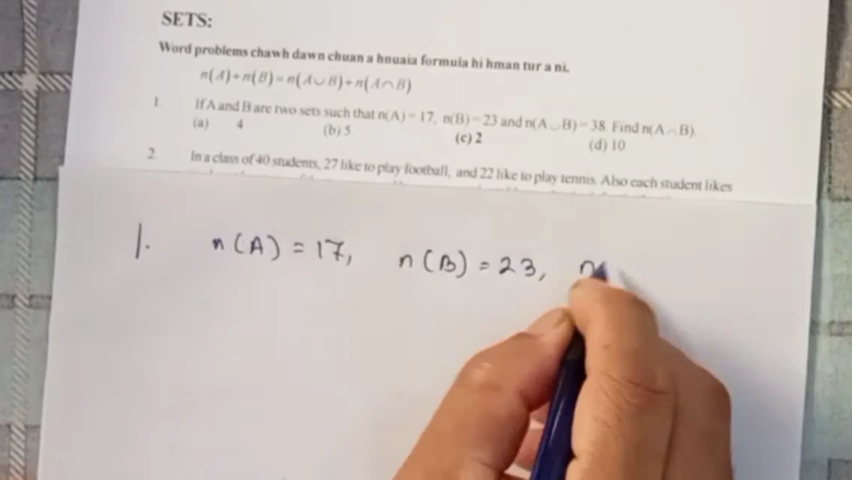 SETS:
Word problems chawh dawn chuan a hnuaia formula hi hman tur a ni.
n(A)+n(B)=n(A∪B)+n(A∩B)
1. If A and B are two sets such that n(A)=17, n(B)=23 and n(A∪B)=38. Find n(A∩B).
(a) 4 (b) 5 (c) 2 (d) 10
2. In a class of 40 students, 27 like to play football, and 22 like to play tennis. Also each student likes
1. n(A) = 17, n(B) = 23, n